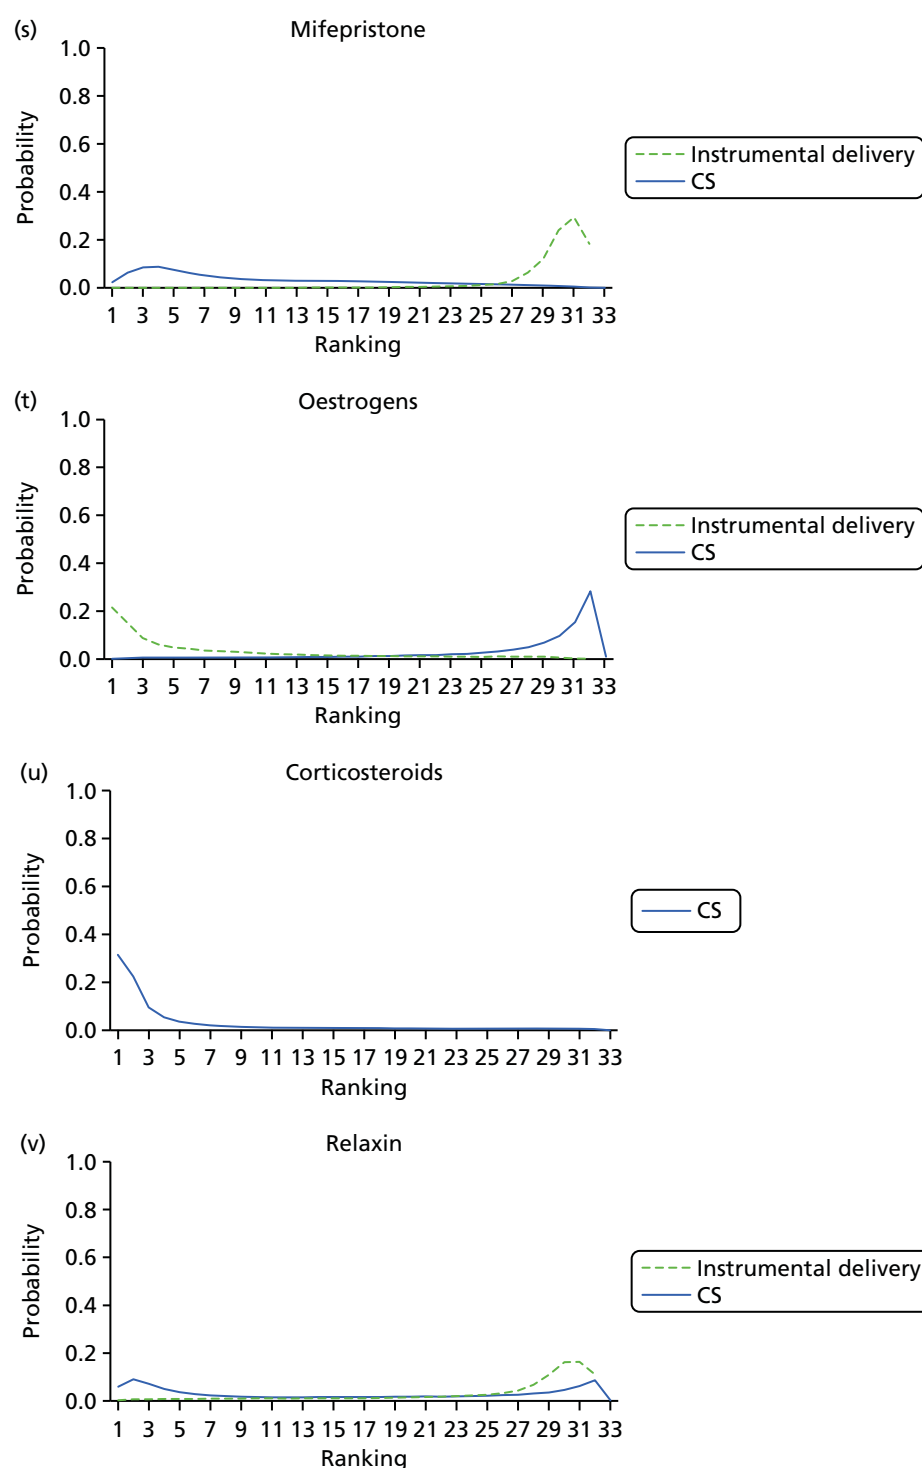 (s)
Mifepristone
1.0
0.8
0.6
0.4
0.2
0.0
Probability
1 3 5 7 9 11 13 15 17 19 21 23 25 27 29 31 33
Ranking
Instrumental delivery
CS
(t)
Oestrogens
1.0
0.8
0.6
0.4
0.2
0.0
Probability
1 3 5 7 9 11 13 15 17 19 21 23 25 27 29 31 33
Ranking
Instrumental delivery
CS
(u)
Corticosteroids
1.0
0.8
0.6
0.4
0.2
0.0
Probability
1 3 5 7 9 11 13 15 17 19 21 23 25 27 29 31 33
Ranking
CS
(v)
Relaxin
1.0
0.8
0.6
0.4
0.2
0.0
Probability
1 3 5 7 9 11 13 15 17 19 21 23 25 27 29 31 33
Ranking
Instrumental delivery
CS